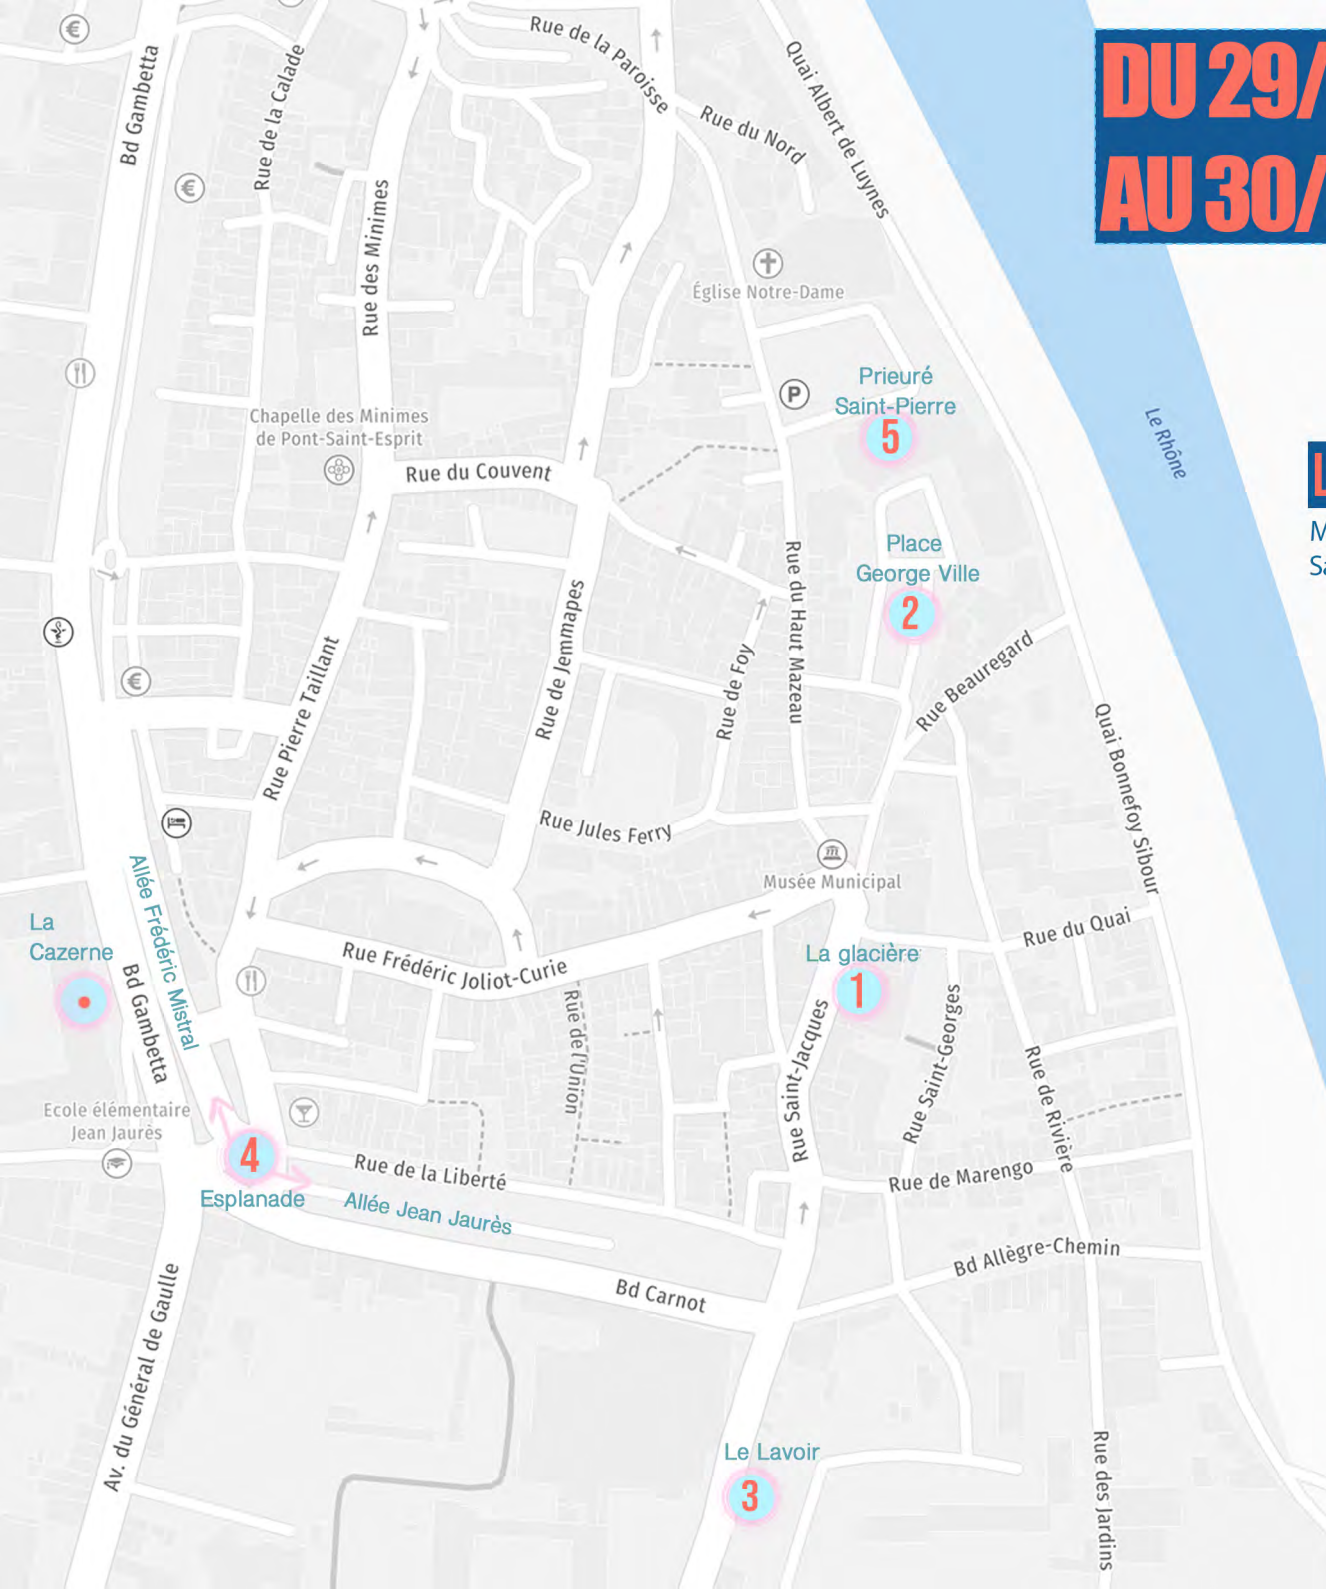 DU 29/
AU 30/
Rue de la Paroisse
Quai Albert de Luynes
Bd Gambetta
Rue de la Calade
Rue du Nord
€
€
Rue des Minimes
Église Notre-Dame
Prieuré
Saint-Pierre
5
P
Le Rhône
Chapelle des Minimes
de Pont-Saint-Esprit
Rue du Couvent
L
M
Sa
Place
George Ville
2
Rue du Haut Mazeau
Rue de Jemmapes
Rue de Foy
Rue Beauregard
Rue Pierre Taillant
€
Quai Bonnefoy Sibour
Rue Jules Ferry
Musée Municipal
Allée Frédéric Mistral
La
Cazerne
Bd Gambetta
Rue Frédéric Joliot-Curie
Rue du Quai
La glacière
1
Rue de l'Union
Rue Saint-Jacques
Rue Saint-Georges
Rue de Rivière
Ecole élémentaire
Jean Jaurès
4
Esplanade
Rue de la Liberté
Allée Jean Jaurès
Rue de Marengo
Bd Allègre-Chemin
Bd Carnot
Av. du Général de Gaulle
Le Lavoir
3
Rue des Jardins